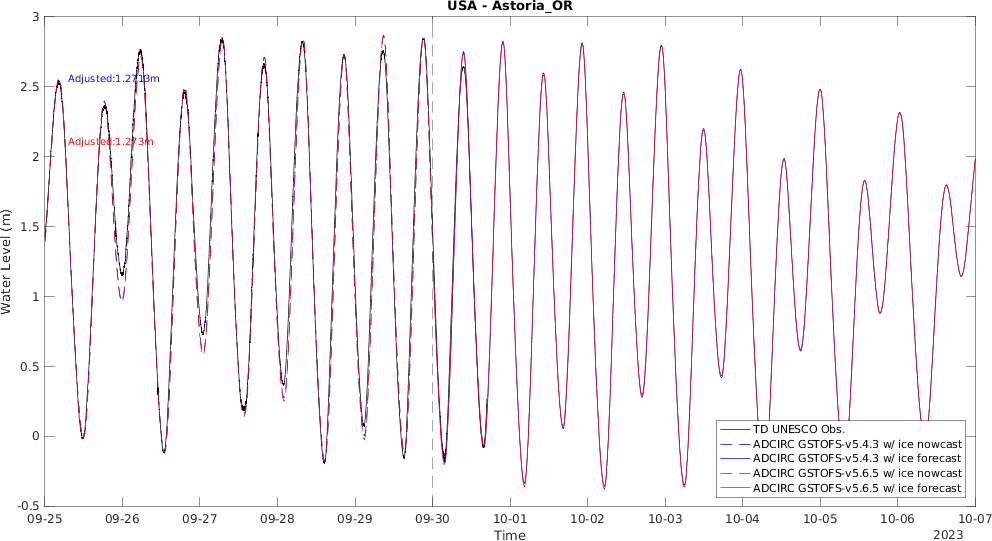 USA - Astoria_OR
3
2.5
2
1.5
1
0.5
0
-0.5
Water Level (m)
Adjusted:1.2713m
Adjusted:1.273m
TD UNESCO Obs.
ADCIRC GSTOFS-v5.4.3 w/ ice nowcast
ADCIRC GSTOFS-v5.4.3 w/ ice forecast
ADCIRC GSTOFS-v5.6.5 w/ ice nowcast
ADCIRC GSTOFS-v5.6.5 w/ ice forecast
09-25 09-26 09-27 09-28 09-29 09-30 10-01 10-02 10-03 10-04 10-05 10-06 10-07
Time
2023